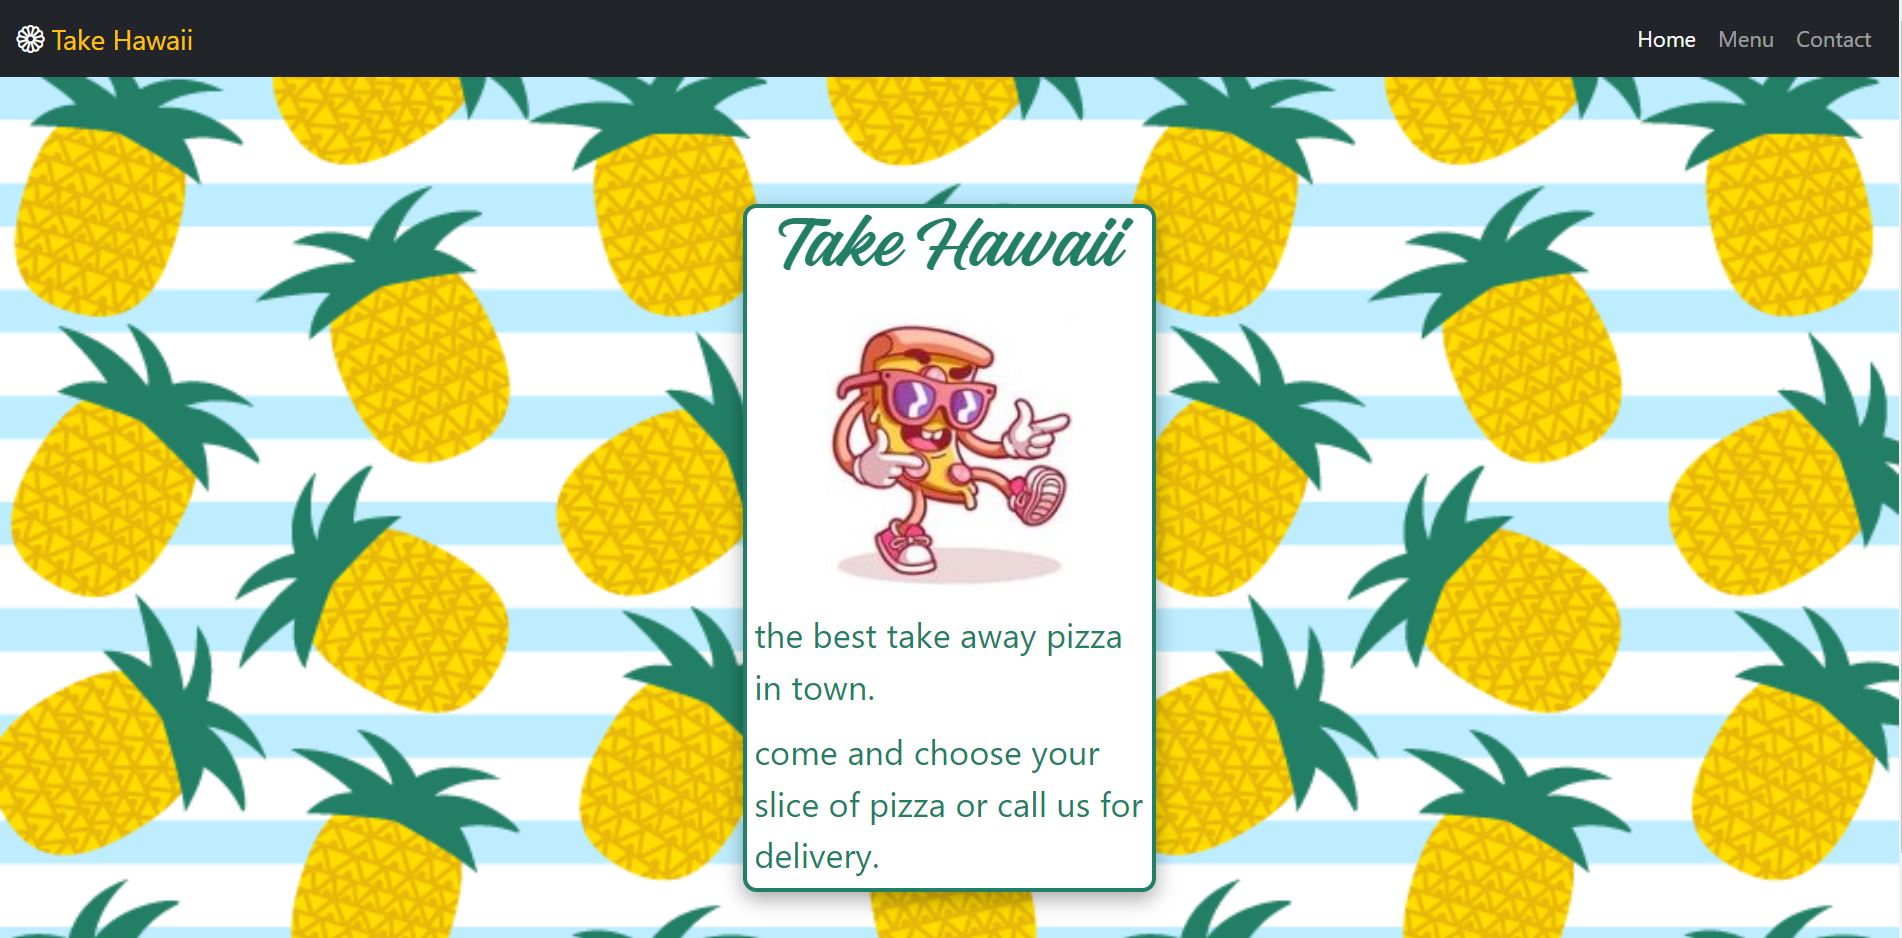 Take Hawaii
Home Menu Contact
Take Hawaii
the best take away pizza
in town.
come and choose your
slice of pizza or call us for
delivery.